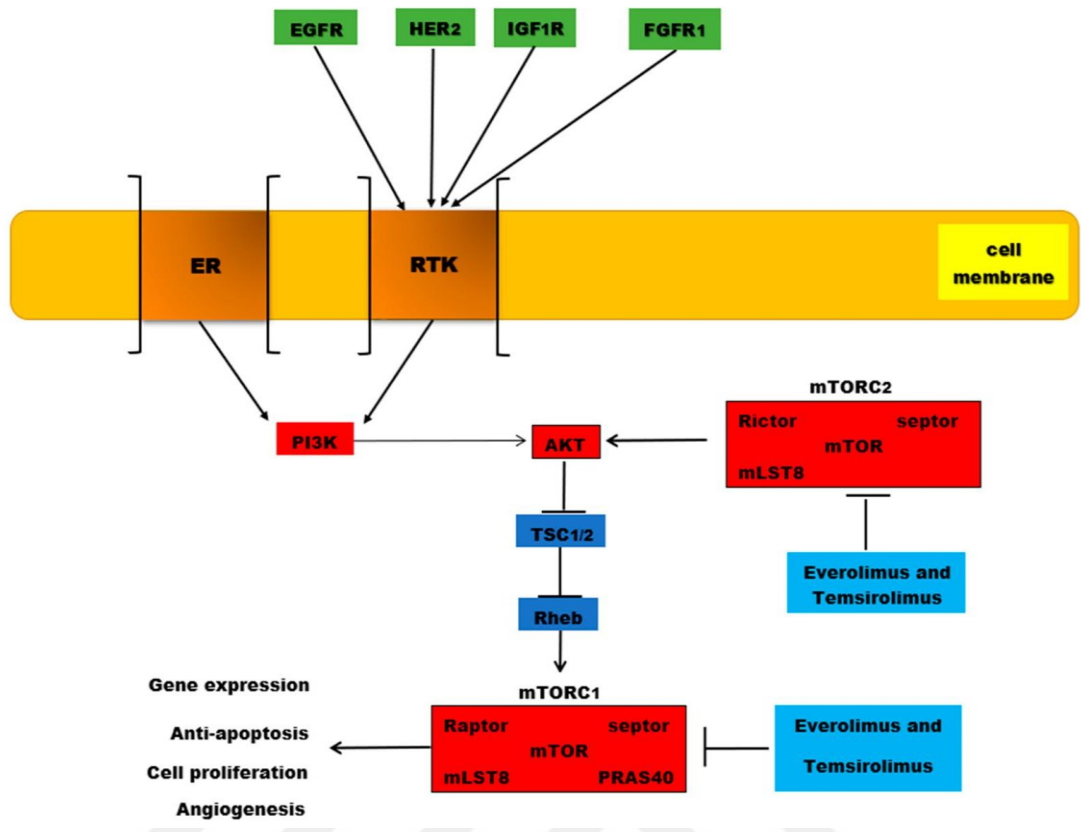 EGFR
HER2
IGF1R
FGFR1
ER
RTK
cell
membrane
mTORC2
Rictor septor
mTOR
mLST8
PI3K
AKT
TSC1/2
Everolimus and
Temsirolimus
Rheb
Gene expression
mTORC1
Raptor septor
mTOR
mLST8 PRAS40
Everolimus and
Temsirolimus
Anti-apoptosis
Cell proliferation
Angiogenesis